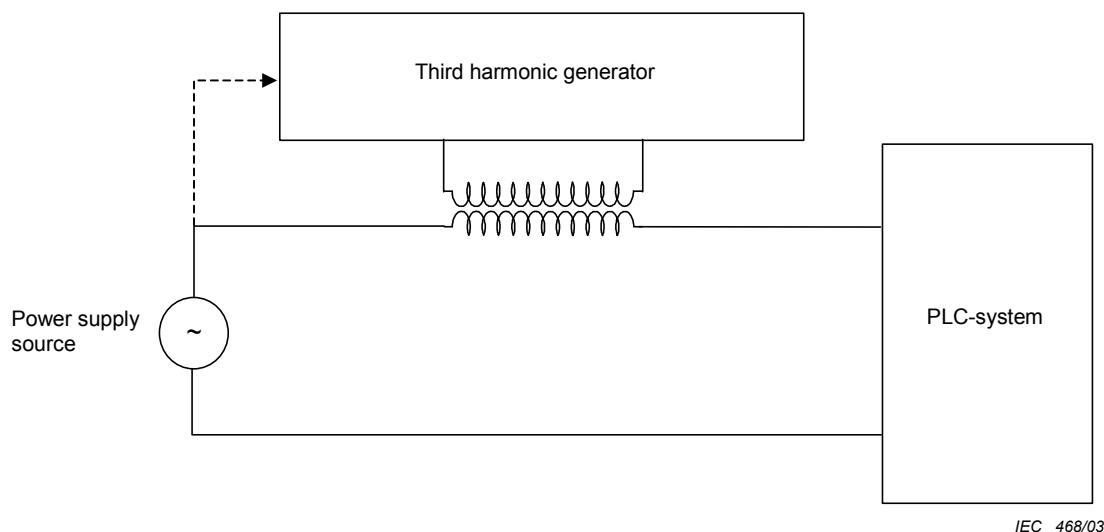 Third harmonic generator
Power supply
source
~
PLC-system
IEC 468/03